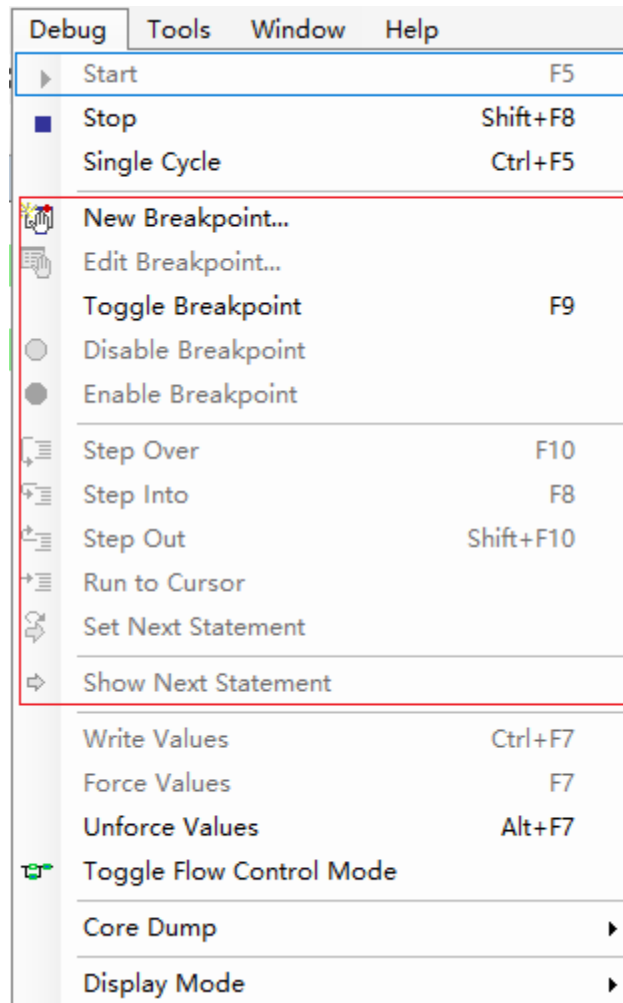 Debug Tools Window Help
Start F5
Stop Shift+F8
Single Cycle Ctrl+F5
New Breakpoint...
Edit Breakpoint...
Toggle Breakpoint F9
Disable Breakpoint
Enable Breakpoint
Step Over F10
Step Into F8
Step Out Shift+F10
Run to Cursor
Set Next Statement
Show Next Statement
Write Values Ctrl+F7
Force Values F7
Unforce Values Alt+F7
Toggle Flow Control Mode
Core Dump
Display Mode